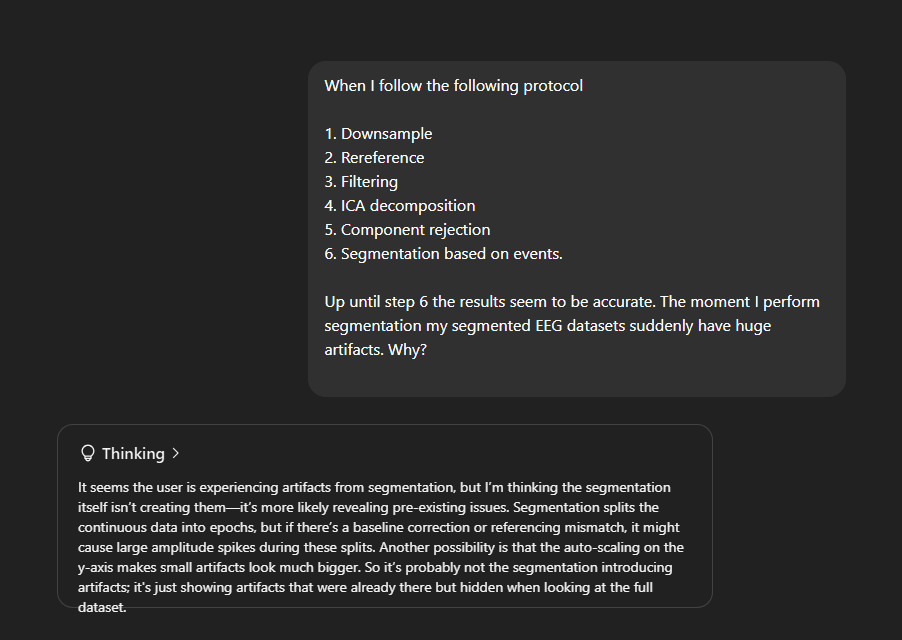 When I follow the following protocol
1. Downsample
2. Rereference
3. Filtering
4. ICA decomposition
5. Component rejection
6. Segmentation based on events.
Up until step 6 the results seem to be accurate. The moment I perform
segmentation my segmented EEG datasets suddenly have huge
artifacts. Why?
Thinking >
It seems the user is experiencing artifacts from segmentation, but I'm thinking the segmentation
itself isn't creating them—it's more likely revealing pre-existing issues. Segmentation splits the
continuous data into epochs, but if there's a baseline correction or referencing mismatch, it might
cause large amplitude spikes during these splits. Another possibility is that the auto-scaling on the
y-axis makes small artifacts look much bigger. So it's probably not the segmentation introducing
artifacts; it's just showing artifacts that were already there but hidden when looking at the full
dataset.